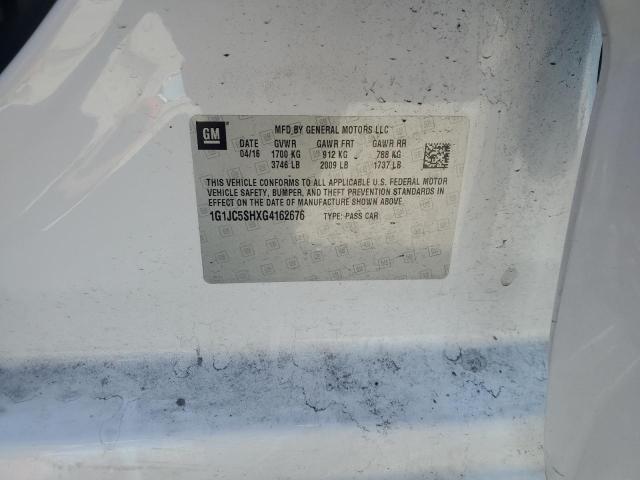 GM
MFD BY GENERAL MOTORS LLC
DATE GVWR GAWR FRT GAWR RR
04/16 1700 KG 912 KG 788 KG
3746 LB 2009 LB 1737 LB
THIS VEHICLE CONFORMS TO ALL APPLICABLE U.S. FEDERAL MOTOR
VEHICLE SAFETY, BUMPER, AND THEFT PREVENTION STANDARDS IN
EFFECT ON THE DATE OF MANUFACTURE SHOWN ABOVE.
1G1JC5SHXG4162676 TYPE: PASS CAR